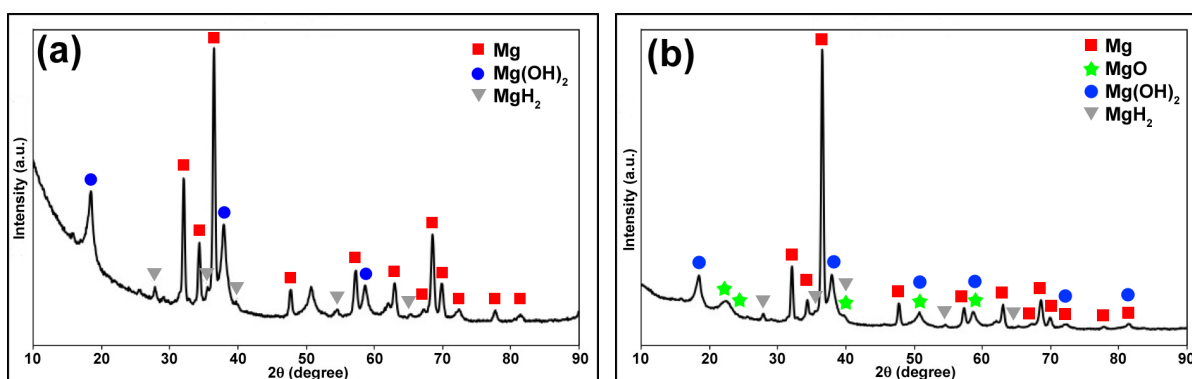 (a)
Mg
Mg(OH)₂
MgH₂
Intensity (a.u.)
10 20 30 40 50 60 70 80 90
2θ (degree)
(b)
Mg
MgO
Mg(OH)₂
MgH₂
Intensity (a.u.)
10 20 30 40 50 60 70 80 90
2θ (degree)